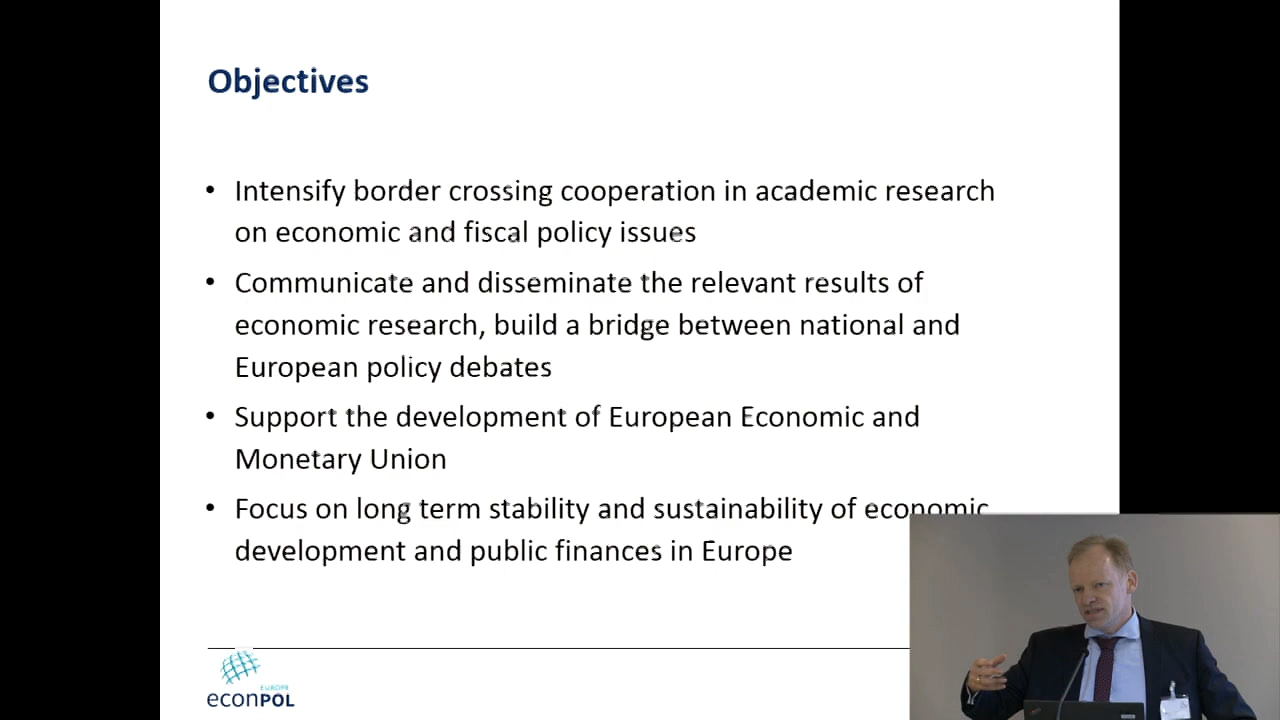 Objectives
• Intensify border crossing cooperation in academic research
on economic and fiscal policy issues
• Communicate and disseminate the relevant results of
economic research, build a bridge between national and
European policy debates
• Support the development of European Economic and
Monetary Union
• Focus on long term stability and sustainability of economic
development and public finances in Europe
EUROPE
econPOL